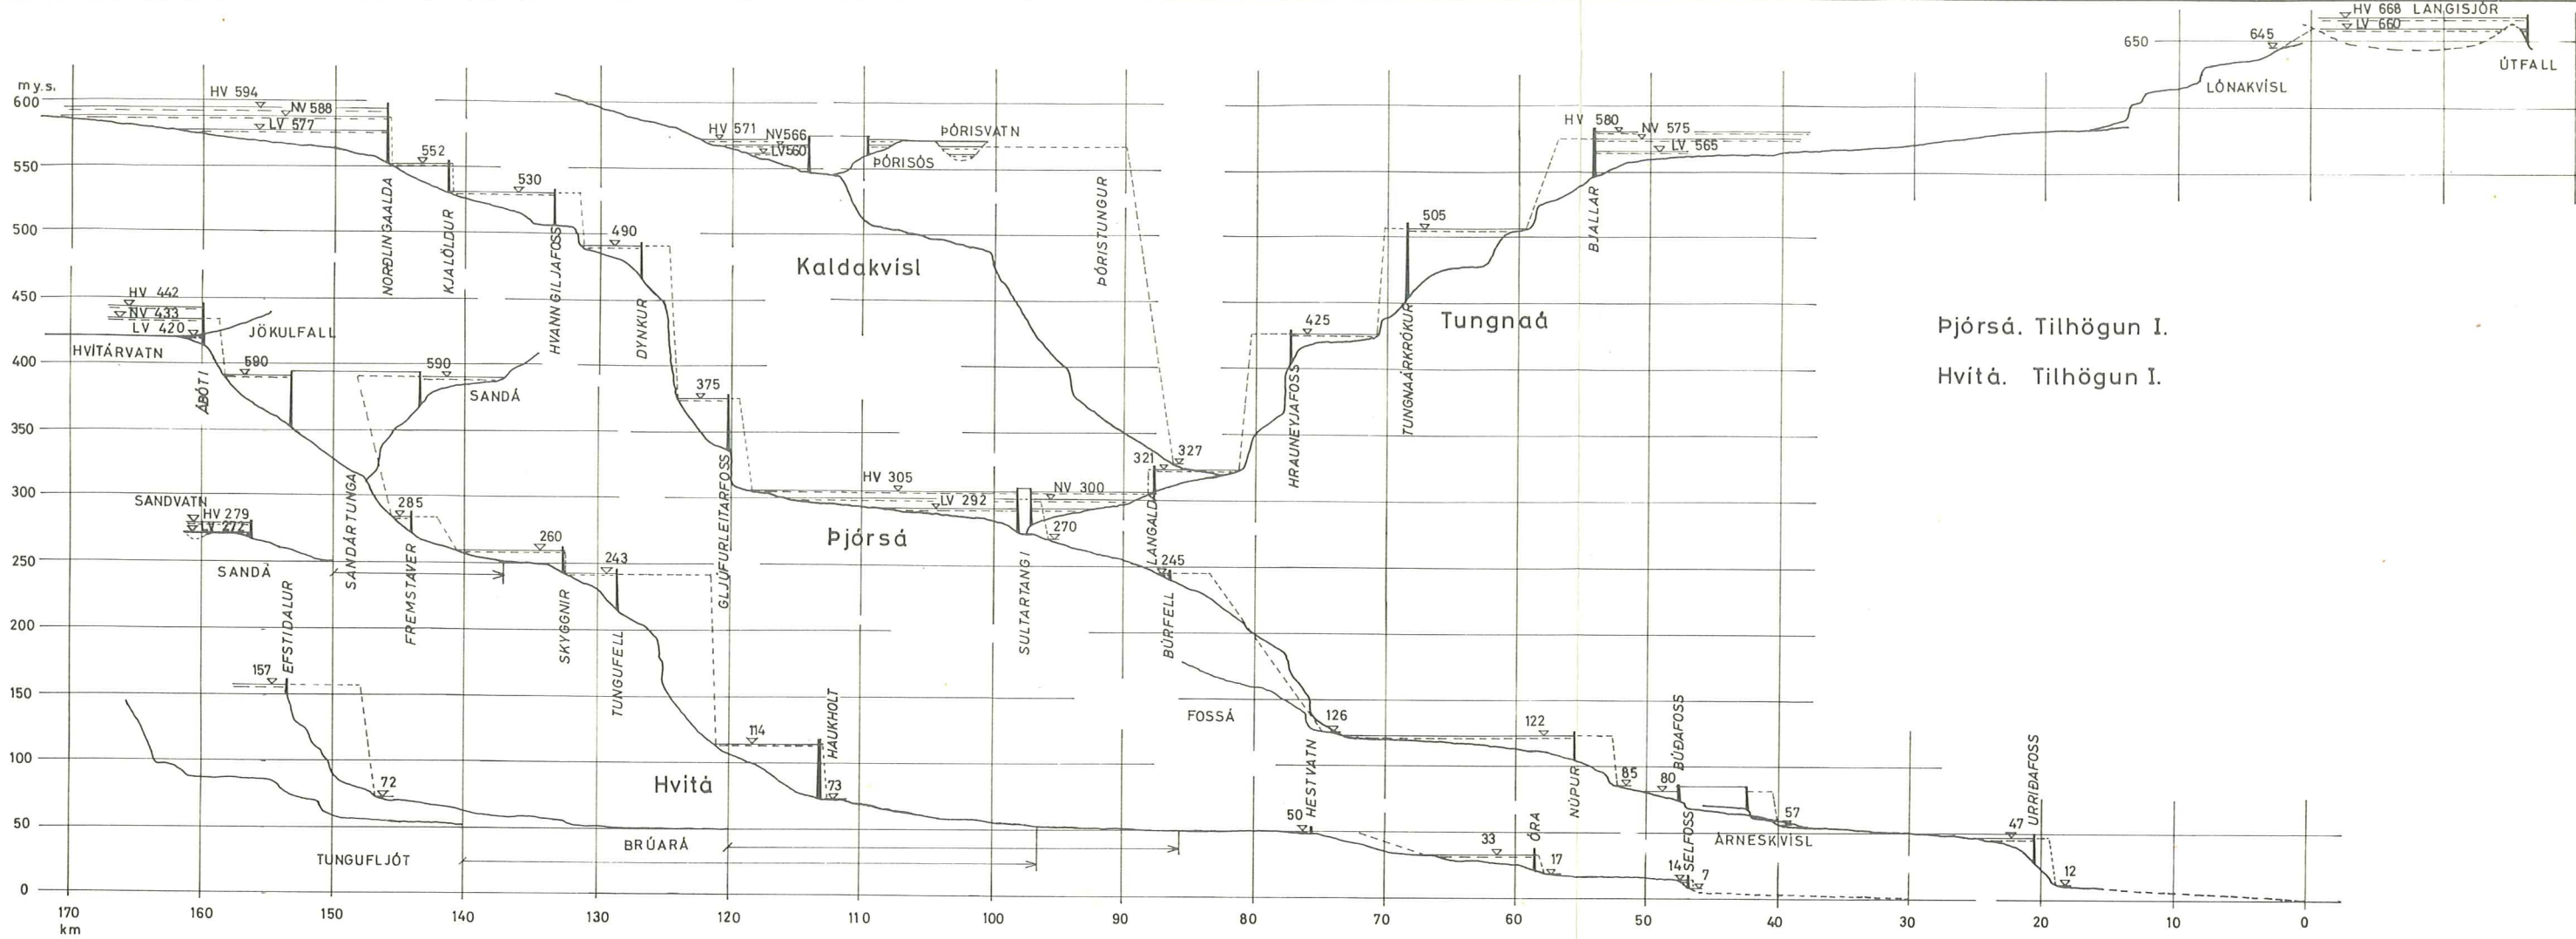 HV 668 LANGISJÓR
LV 660
650
645
ÚTFALL
LÓNAKVÍSL
m y. s.
600
550
500
450
400
350
300
250
200
150
100
50
0
HV 594
NV 588
LV 577
552
530
490
375
NORÐLINGAALDA
KJALÖLDUR
HVANNGILJAFOSS
DYNKUR
GLJÚFURLEITARFOSS
HV 571
NV566
LV560
ÞÓRISVATN
ÞÓRISÓS
ÞÓRISTUNGUR
Kaldakvísl
HV 580
NV 575
LV 565
BJALLAR
505
TUNGNAÁRKRÓKUR
Tungnaá
425
HRAUNEYJAFOSS
327
321
LANGALDA
Þjórsá. Tilhögun I.
Hvítá. Tilhögun I.
HV 442
NV 433
LV 420
HVÍTÁRVATN
JÖKULFALL
ÁBÓTI
590
590
SANDÁ
SANDÁRTUNGA
SANDVATN
HV 279
LV 272
SANDÁ
285
FREMSTAVER
260
SKYGGNIR
243
TUNGUFELL
HV 305
LV 292
NV 300
270
Þjórsá
SULTARTANGI
245
BÚRFELL
FOSSÁ
157
EFSTIDALUR
72
TUNGUFLJÓT
BRÚARÁ
Hvítá
114
HAUKHOLT
73
126
122
NÚPUR
85
80
BÚÐAFOSS
57
ÁRNESKVÍSL
47
URRIÐAFOSS
12
50
HESTVATN
33
ÓRA
17
14
SELFOSS
7
170 160 150 140 130 120 110 100 90 80 70 60 50 40 30 20 10 0
km